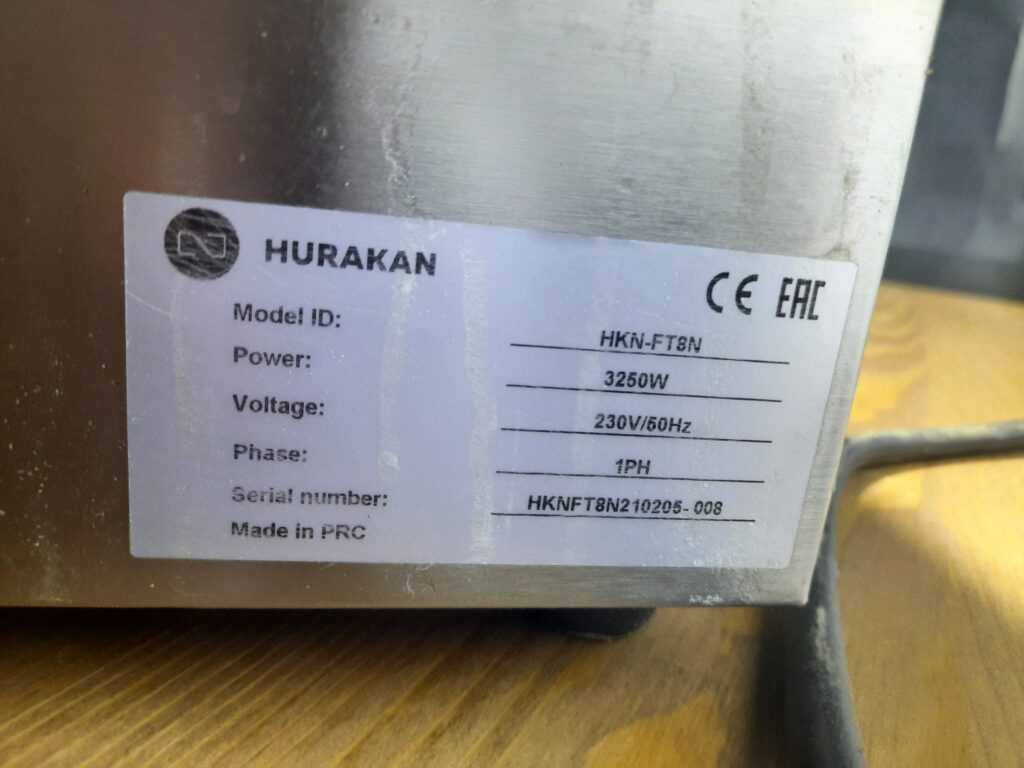 HURAKAN
CE EAC
Model ID: HKN-FT8N
Power: 3250W
Voltage: 230V/50Hz
Phase: 1PH
Serial number: HKNFT8N210205-008
Made in PRC